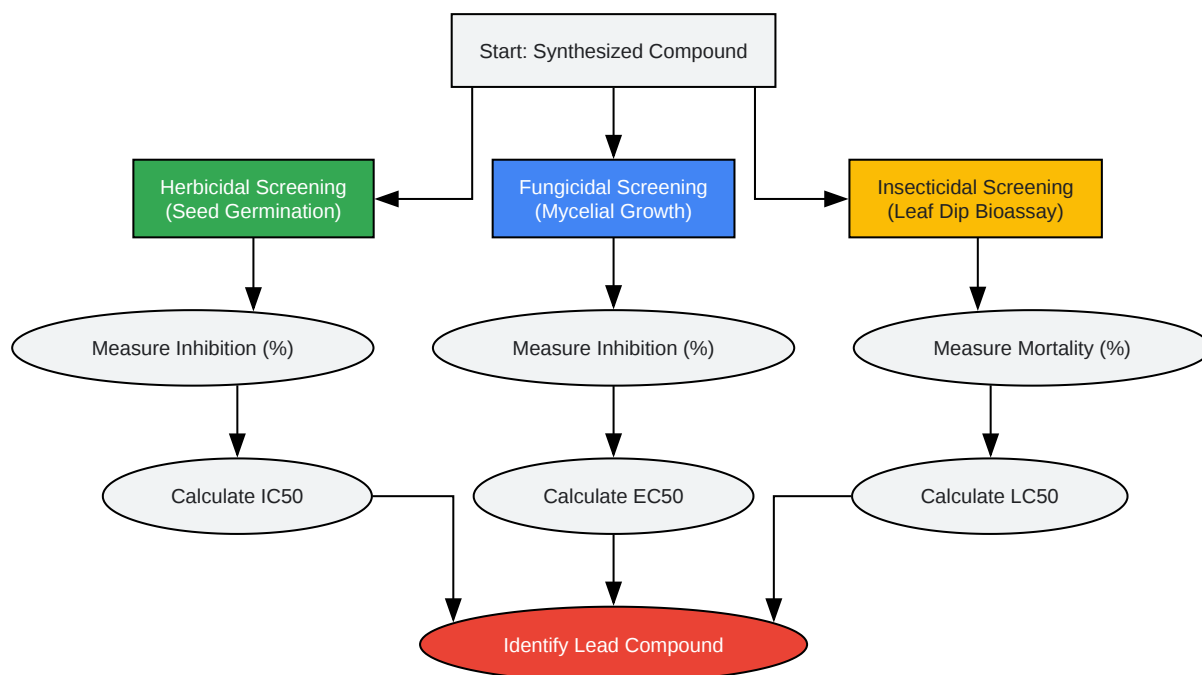 Start: Synthesized Compound
Herbicidal Screening
(Seed Germination)
Fungicidal Screening
(Mycelial Growth)
Insecticidal Screening
(Leaf Dip Bioassay)
Measure Inhibition (%)
Measure Inhibition (%)
Measure Mortality (%)
Calculate IC50
Calculate EC50
Calculate LC50
Identify Lead Compound